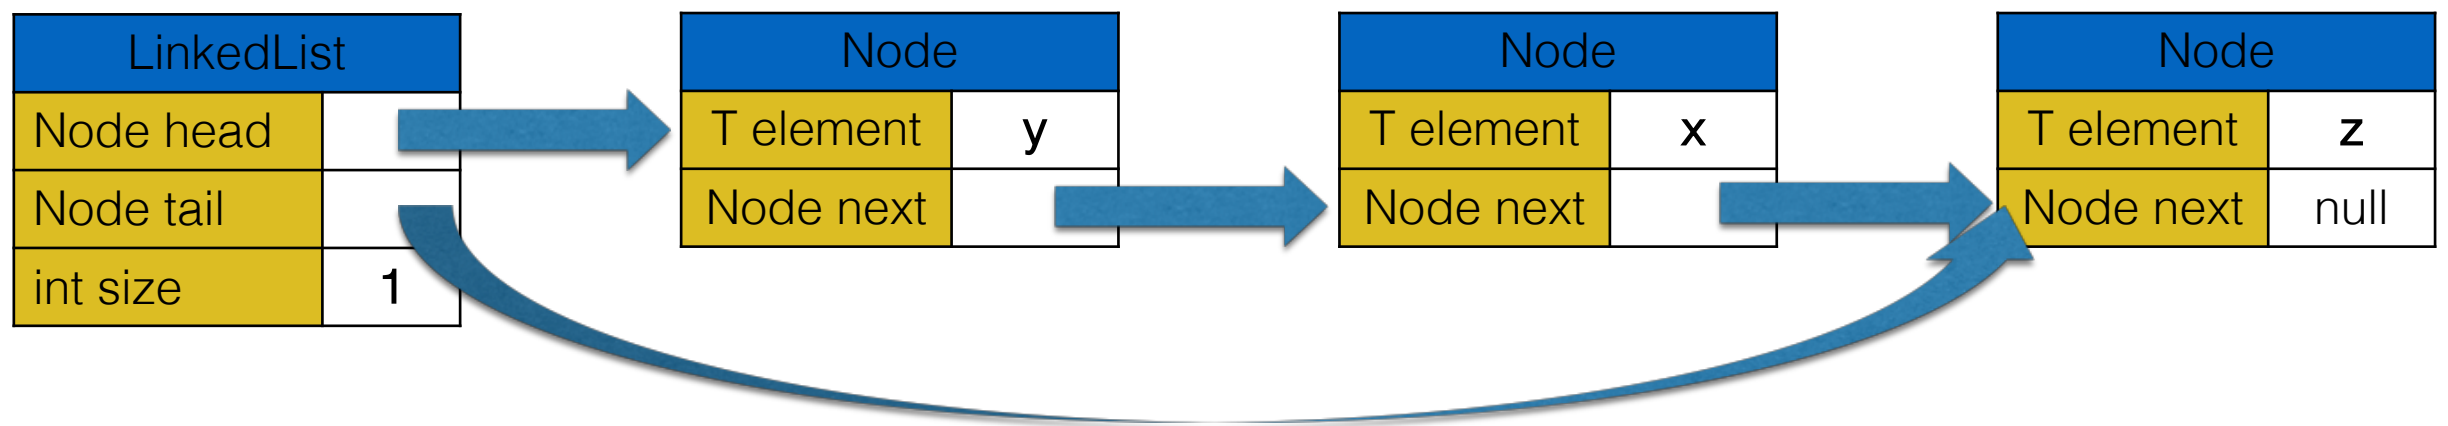 LinkedList
Node head
Node tail
int size 1
Node
T element y
Node next
Node
T element x
Node next
Node
T element z
Node next null